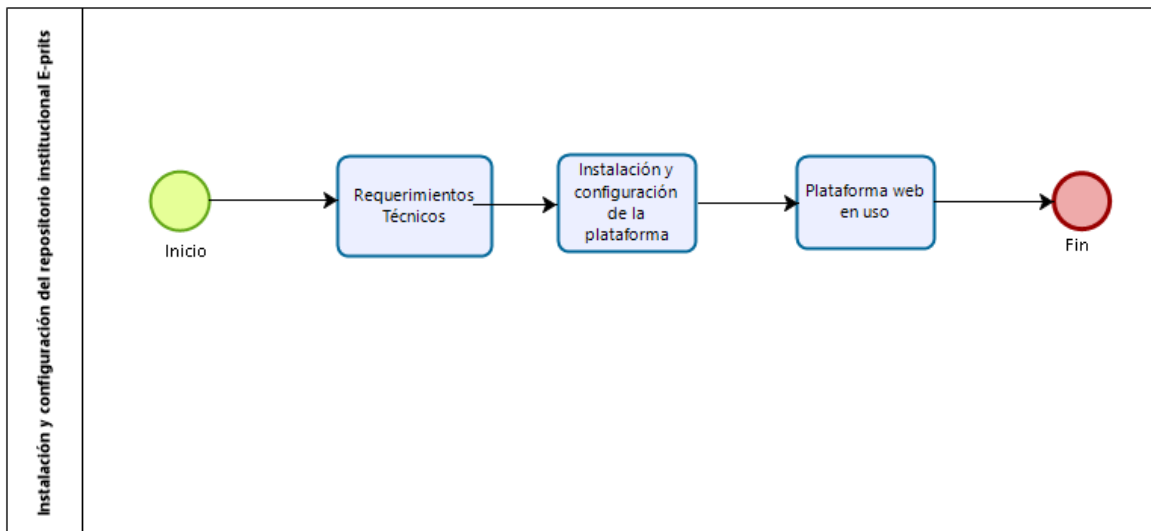 Instalación y configuración del repositorio institucional E-prits
Inicio
Requerimientos
Técnicos
Instalación y
configuración
de la
plataforma
Plataforma web
en uso
Fin